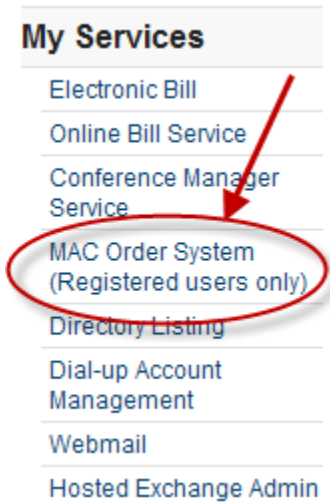 My Services
Electronic Bill
Online Bill Service
Conference Manager
Service
MAC Order System
(Registered users only)
Directory Listing
Dial-up Account
Management
Webmail
Hosted Exchange Admin